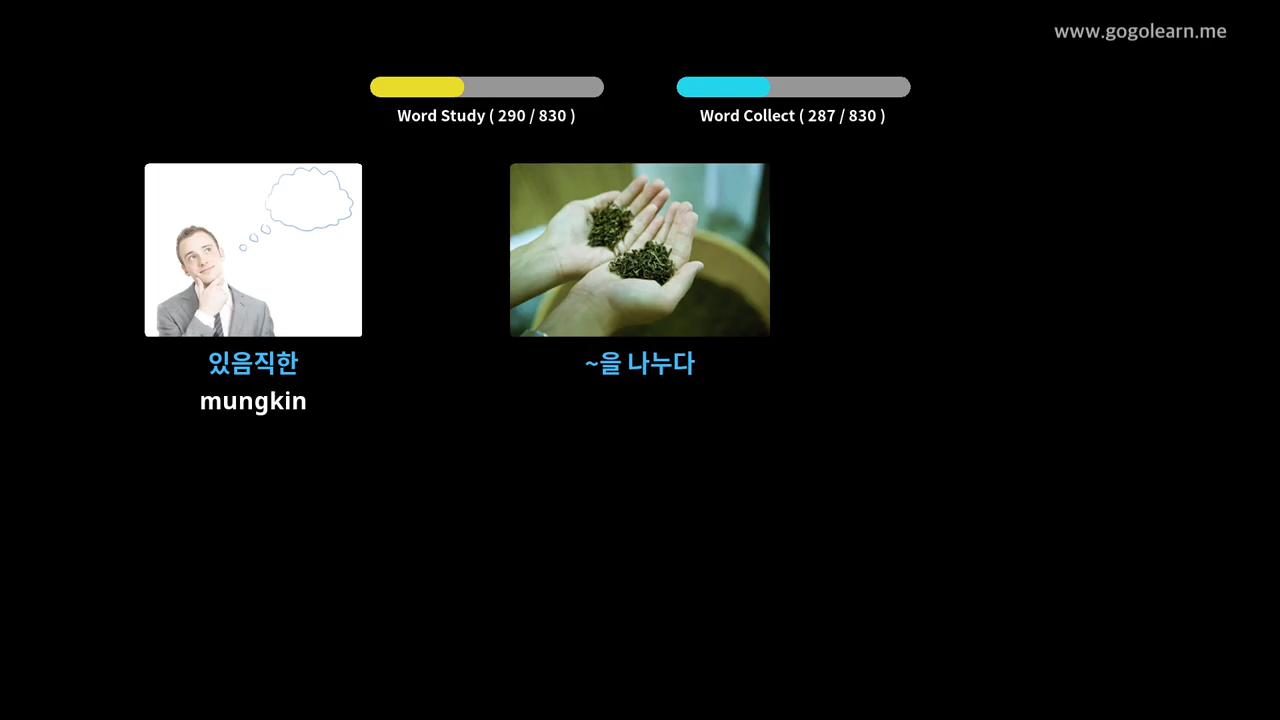 www.gogolearn.me
Word Study ( 290 / 830 )
Word Collect ( 287 / 830 )
있음직한
mungkin
~을 나누다